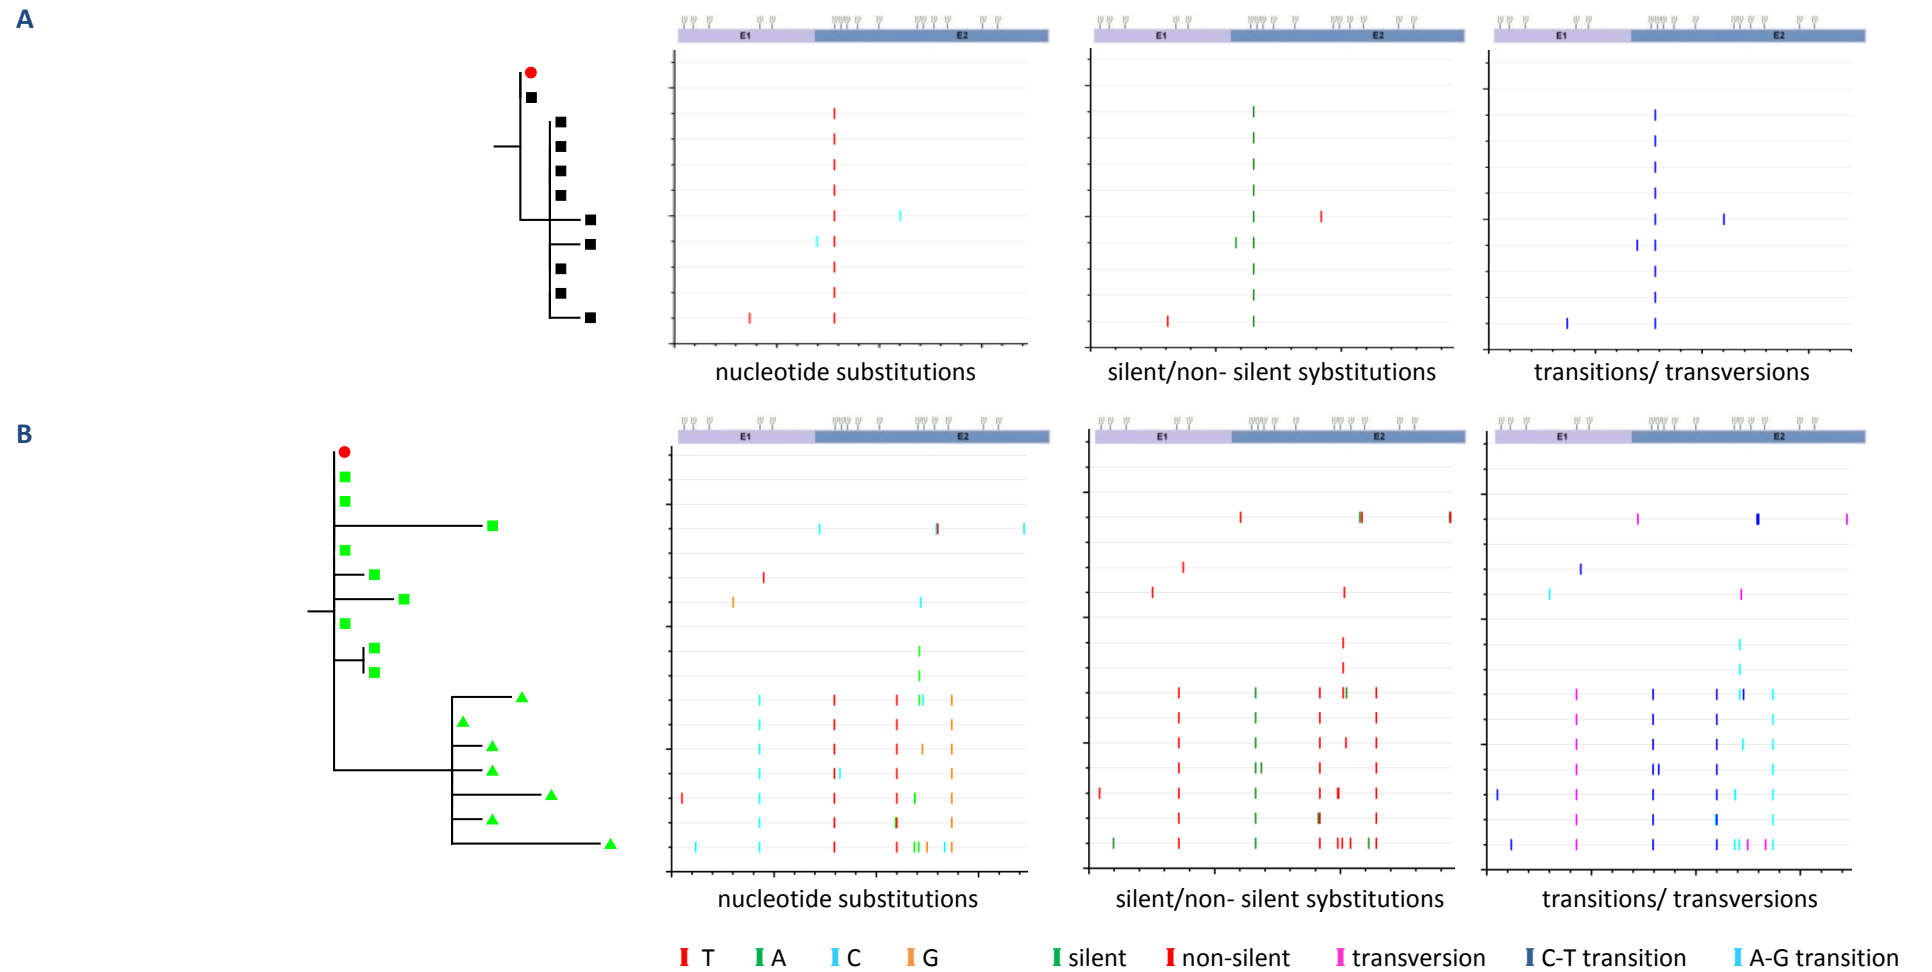 A
E1 E2 E1 E2 E1 E2
nucleotide substitutions silent/non- silent sybstitutions transitions/ transversions
B
E1 E2 E1 E2 E1 E2
nucleotide substitutions silent/non- silent sybstitutions transitions/ transversions
T A C G silent non-silent transversion C-T transition A-G transition